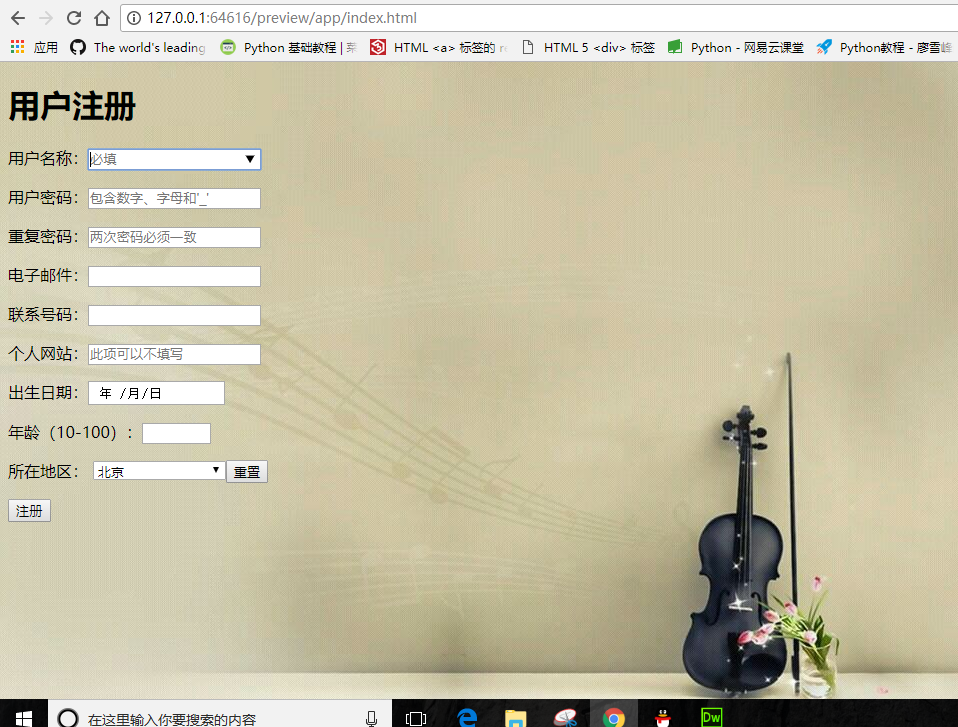 127.0.0.1:64616/preview/app/index.html
应用 The world's leading Python 基础教程 | 菜 HTML <a> 标签的 HTML 5 <div> 标签 Python - 网易云课堂 Python教程 - 廖雪峰
用户注册
用户名称： 必填
用户密码： 包含数字、字母和'_'
重复密码： 两次密码必须一致
电子邮件：
联系号码：
个人网站： 此项可以不填写
出生日期： 年 /月/日
年龄（10-100）：
所在地区： 北京 重置
注册
在这里输入你要搜索的内容 Dw